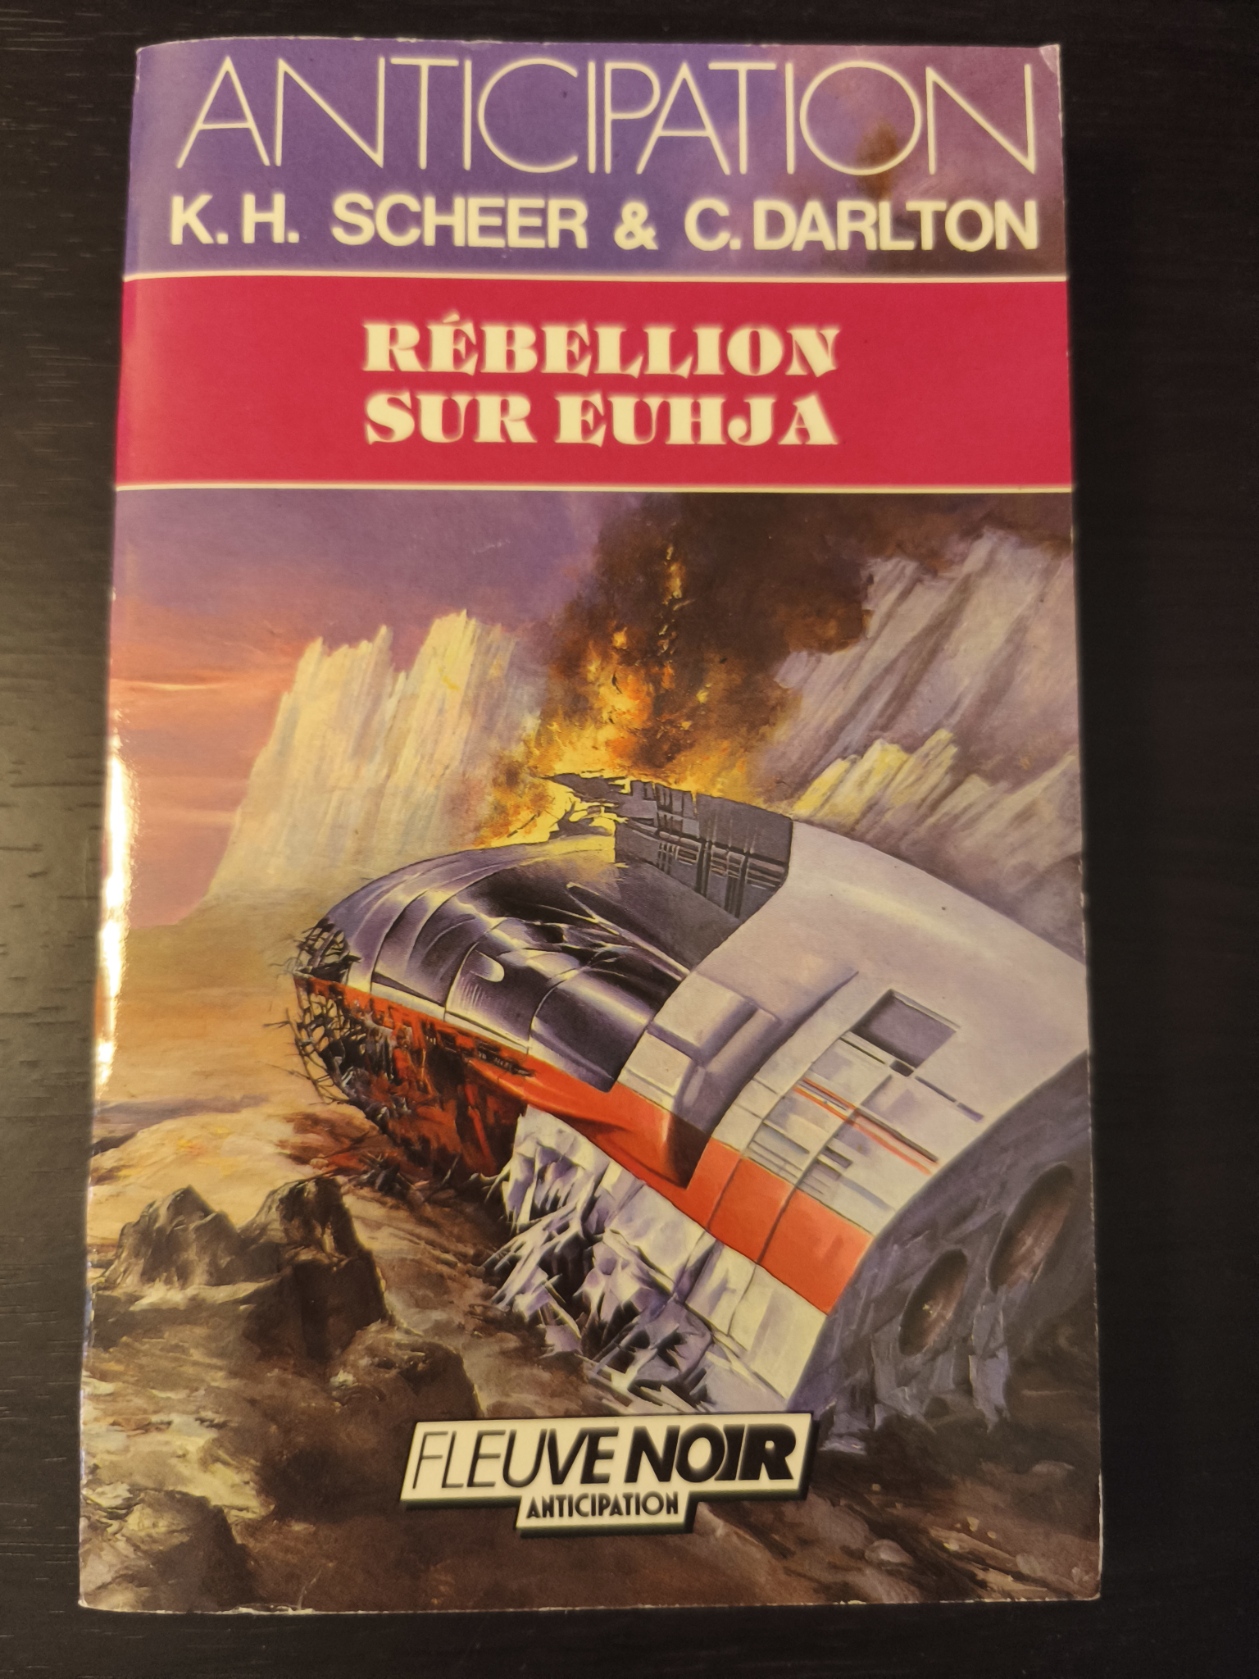 ANTICIPATION
K. H. SCHEER & C. DARLTON
RÉBELLION
SUR EUHJA
FLEUVE NOIR
ANTICIPATION